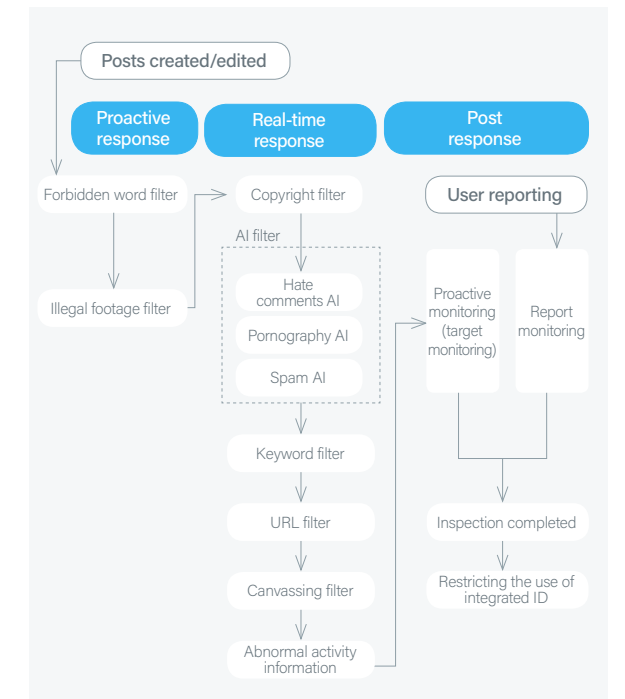 Posts created/edited
Proactive
response
Real-time
response
Post
response
Forbidden word filter
Illegal footage filter
Copyright filter
AI filter
Hate
comments AI
Pornography AI
Spam AI
Keyword filter
URL filter
Canvassing filter
Abnormal activity
information
User reporting
Proactive
monitoring
(target
monitoring)
Report
monitoring
Inspection completed
Restricting the use of
integrated ID